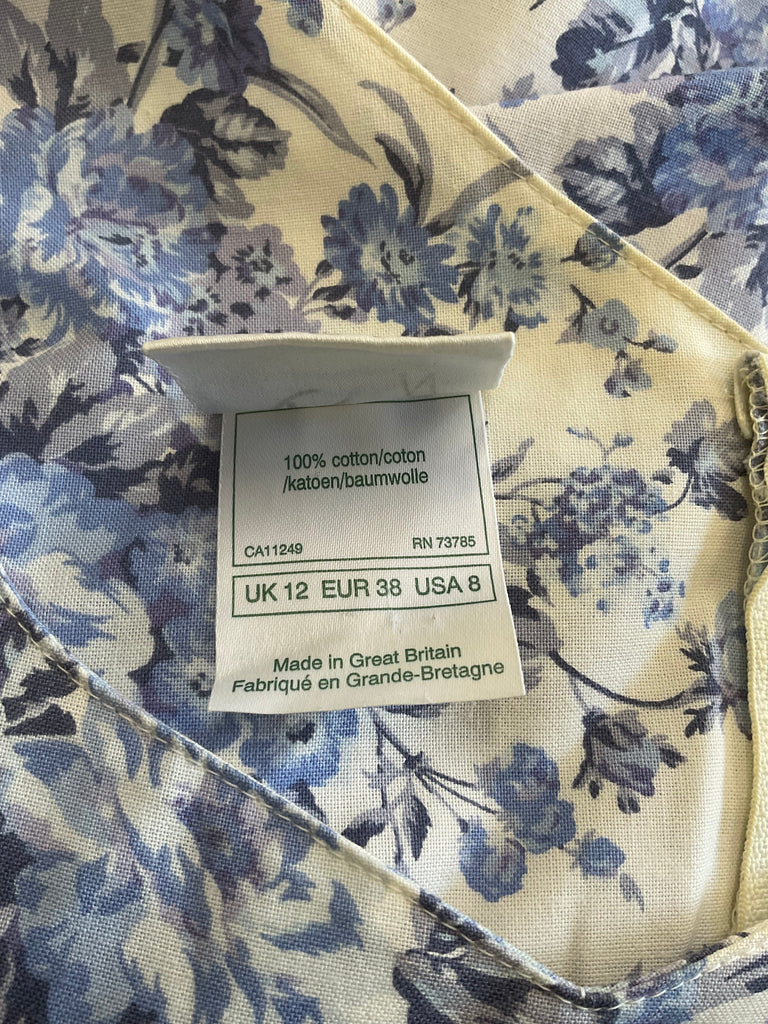 100% cotton/coton
/katoen/baumwolle
CA11249 RN 73785
UK 12 EUR 38 USA 8
Made in Great Britain
Fabriqué en Grande-Bretagne